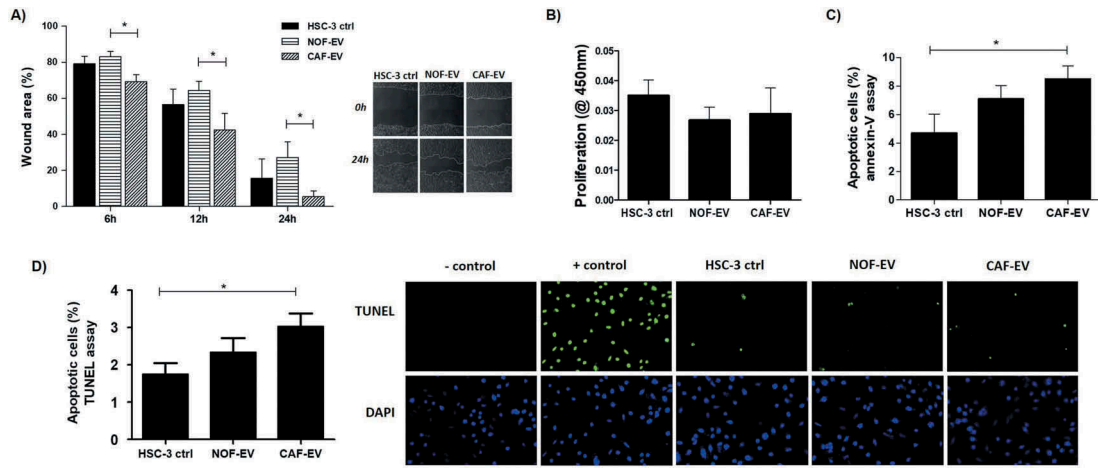 A)
Wound area (%)
80
60
40
20
0
6h
12h
24h
HSC-3 ctrl
NOF-EV
CAF-EV
*
*
*
HSC-3 ctrl NOF-EV CAF-EV
0h
24h
B)
Proliferation (@ 450nm)
0.05
0.04
0.03
0.02
0.01
0.00
HSC-3 ctrl
NOF-EV
CAF-EV
C)
Apoptotic cells (%)
annexin-V assay
10
8
6
4
2
0
*
HSC-3 ctrl
NOF-EV
CAF-EV
D)
Apoptotic cells (%)
TUNEL assay
4
3
2
1
0
*
HSC-3 ctrl
NOF-EV
CAF-EV
- control
+ control
HSC-3 ctrl
NOF-EV
CAF-EV
TUNEL
DAPI